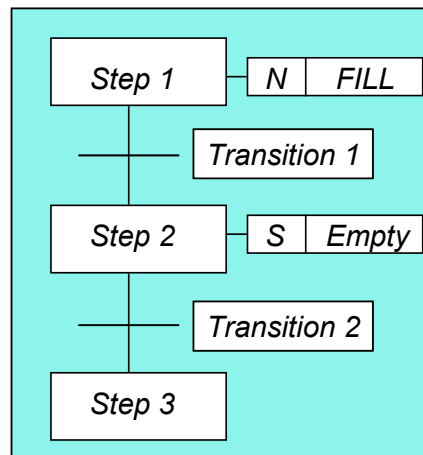 Step 1
N
FILL
Transition 1
Step 2
S
Empty
Transition 2
Step 3